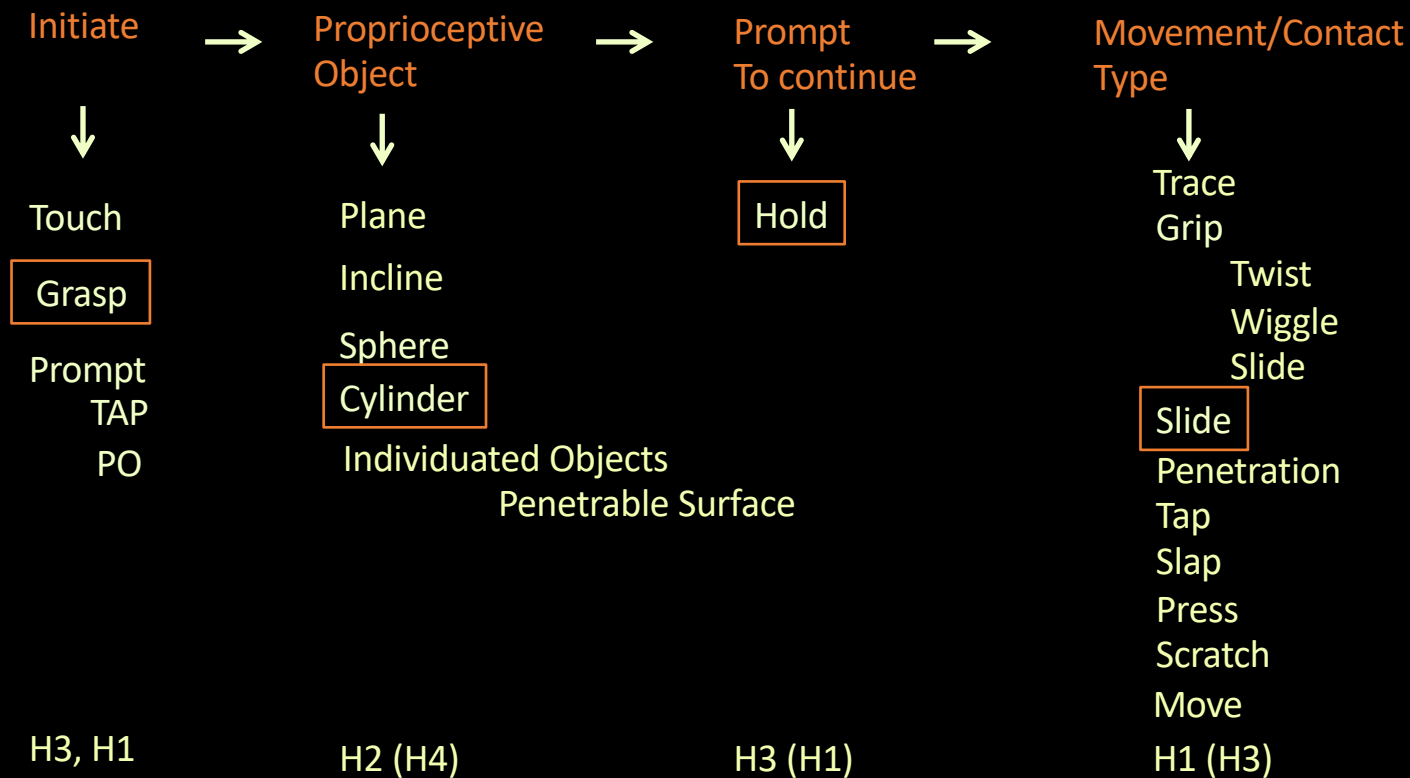 Initiate
Proprioceptive
Object
Prompt
To continue
Movement/Contact
Type
Touch
Grasp
Prompt
TAP
PO
Plane
Incline
Sphere
Cylinder
Individuated Objects
Penetrable Surface
Hold
Trace
Grip
Twist
Wiggle
Slide
Slide
Penetration
Tap
Slap
Press
Scratch
Move
H3, H1
H2 (H4)
H3 (H1)
H1 (H3)